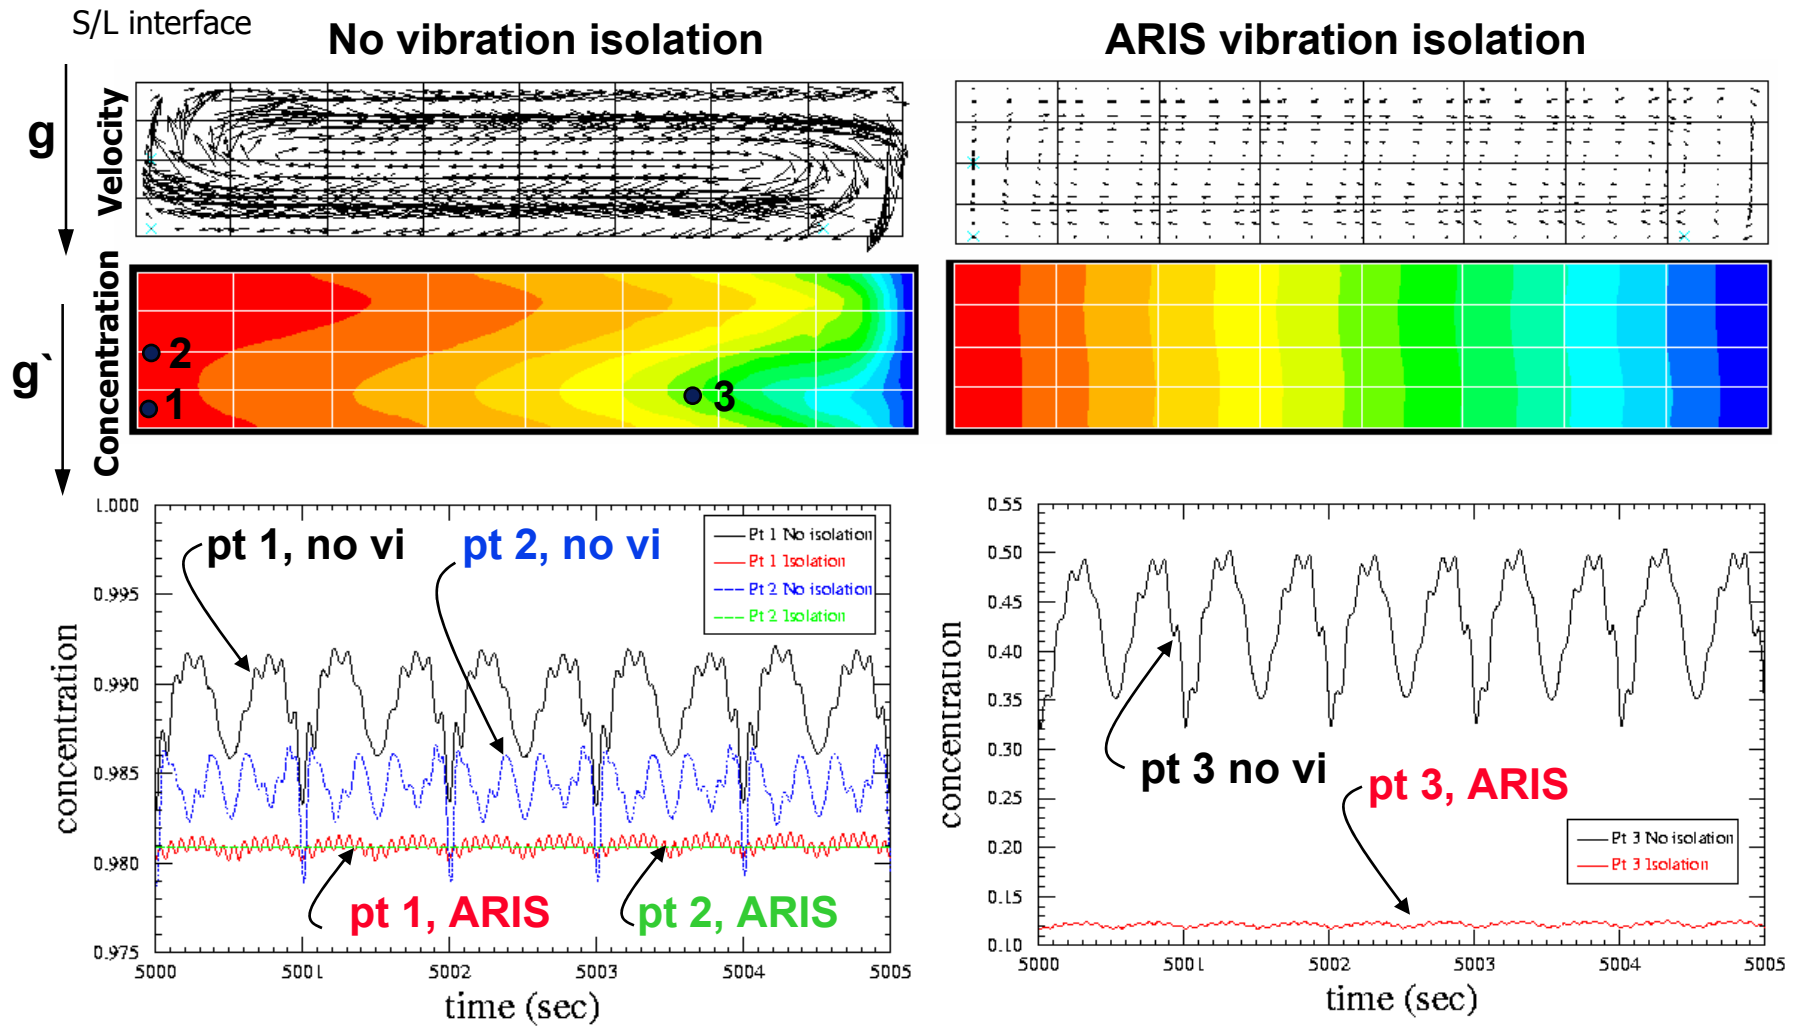 S/L interface
No vibration isolation
ARIS vibration isolation
g
Velocity
g`
Concentration
2
1
3
1.000
0.995
0.990
0.985
0.980
0.975
concentration
pt 1, no vi
pt 2, no vi
Pt 1 No isolation
Pt 1 Isolation
Pt 2 No isolation
Pt 2 Isolation
pt 1, ARIS
pt 2, ARIS
5000
5001
5002
5003
5004
5005
time (sec)
0.55
0.50
0.45
0.40
0.35
0.30
0.25
0.20
0.15
0.10
concentration
pt 3 no vi
pt 3, ARIS
Pt 3 No isolation
Pt 3 Isolation
5000
5001
5002
5003
5004
5005
time (sec)